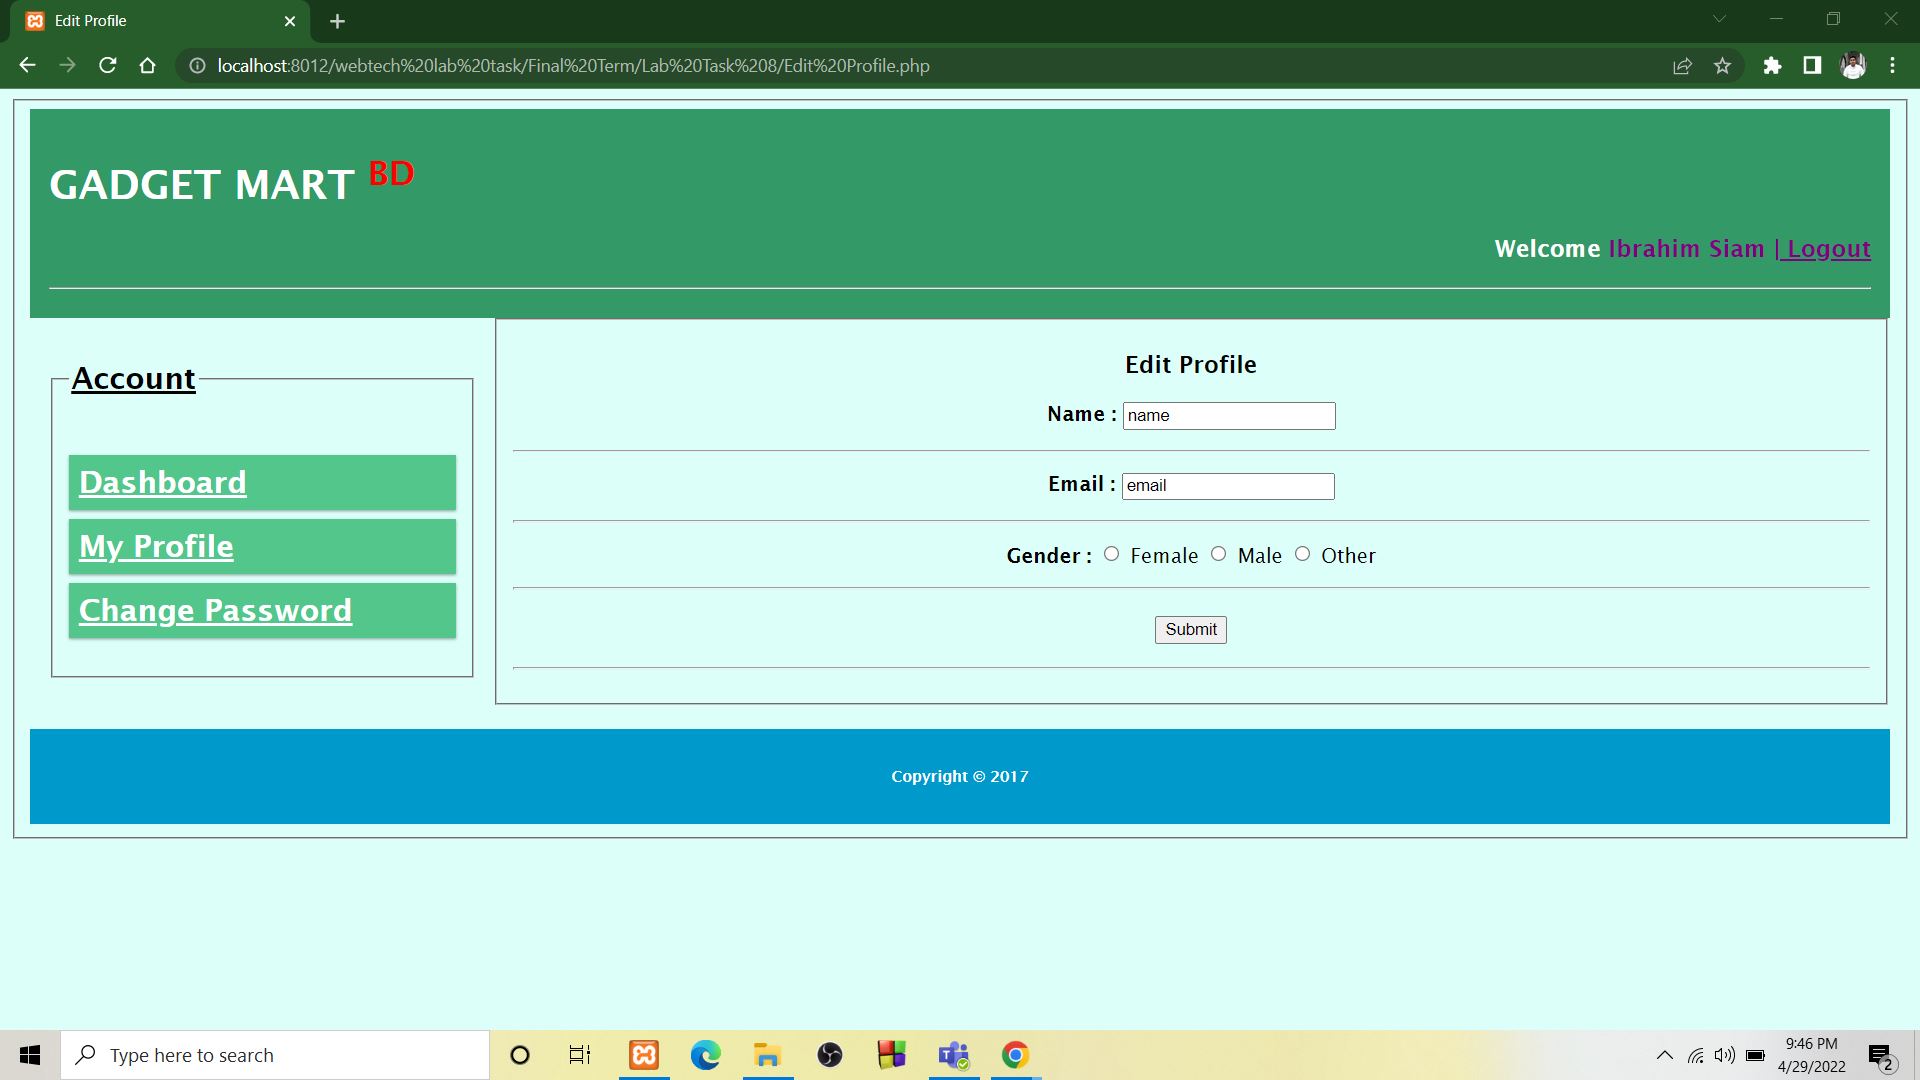 Edit Profile
localhost:8012/webtech%20lab%20task/Final%20Term/Lab%20Task%208/Edit%20Profile.php
GADGET MART BD
Welcome Ibrahim Siam | Logout
Account
Dashboard
My Profile
Change Password
Edit Profile
Name : name
Email : email
Gender : Female Male Other
Submit
Copyright © 2017
Type here to search
9:46 PM
4/29/2022
2